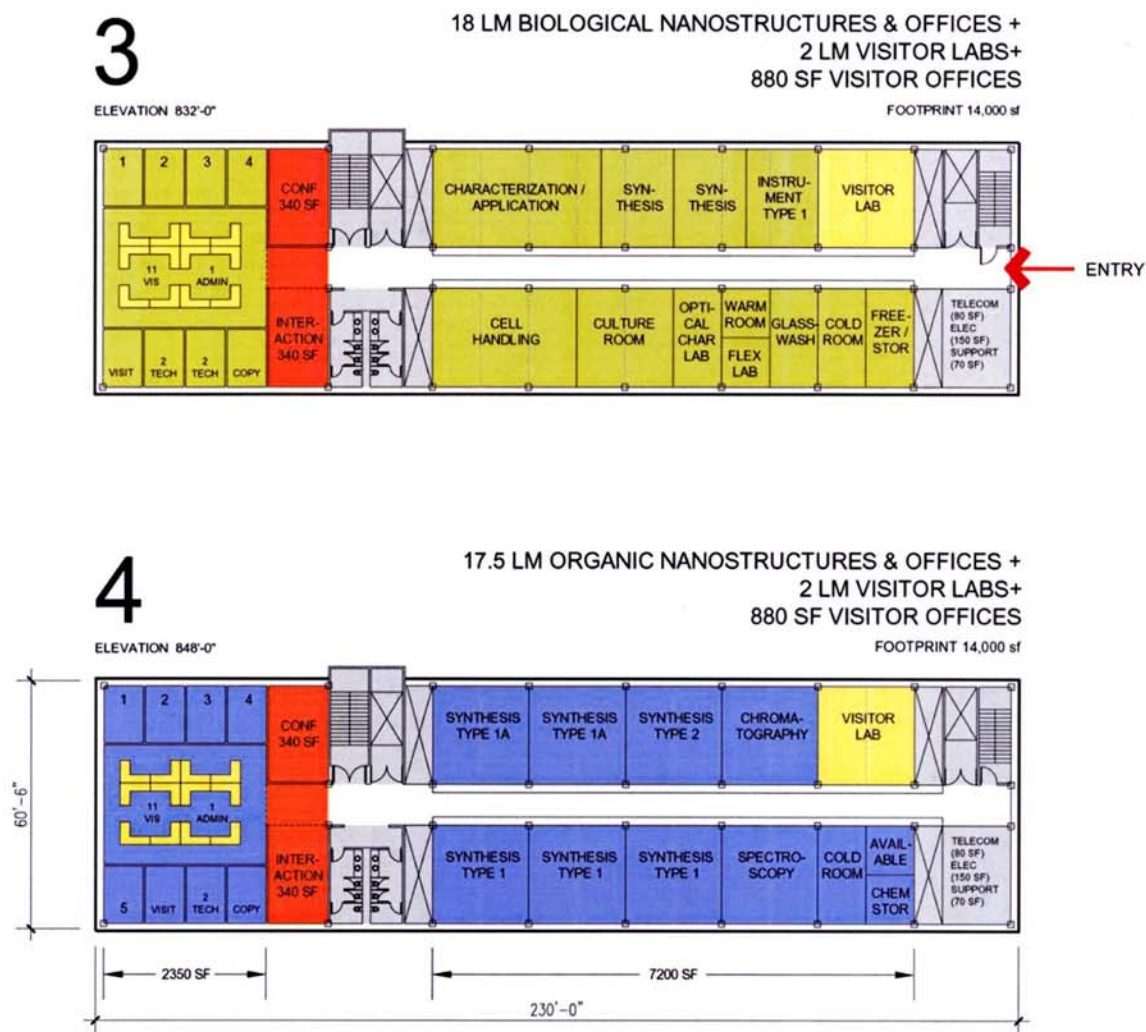 3
18 LM BIOLOGICAL NANOSTRUCTURES & OFFICES +
2 LM VISITOR LABS+
880 SF VISITOR OFFICES
ELEVATION 832'-0"
FOOTPRINT 14,000 sf
1
2
3
4
CONF
340 SF
CHARACTERIZATION /
APPLICATION
SYN-
THESIS
SYN-
THESIS
INSTRU-
MENT
TYPE 1
VISITOR
LAB
11
VIS
1
ADMIN
ENTRY
INTER-
ACTION
340 SF
CELL
HANDLING
CULTURE
ROOM
OPTI-
CAL
CHAR
LAB
WARM
ROOM
FLEX
LAB
GLASS-
WASH
COLD
ROOM
FREE-
ZER /
STOR
TELECOM
(80 SF)
ELEC
(150 SF)
SUPPORT
(70 SF)
VISIT
2
TECH
2
TECH
COPY
4
17.5 LM ORGANIC NANOSTRUCTURES & OFFICES +
2 LM VISITOR LABS+
880 SF VISITOR OFFICES
ELEVATION 848'-0"
FOOTPRINT 14,000 sf
1
2
3
4
CONF
340 SF
SYNTHESIS
TYPE 1A
SYNTHESIS
TYPE 1A
SYNTHESIS
TYPE 2
CHROMA-
TOGRAPHY
VISITOR
LAB
60'-6"
11
VIS
1
ADMIN
INTER-
ACTION
340 SF
SYNTHESIS
TYPE 1
SYNTHESIS
TYPE 1
SYNTHESIS
TYPE 1
SPECTRO-
SCOPY
COLD
ROOM
AVAIL-
ABLE
CHEM
STOR
TELECOM
(80 SF)
ELEC
(150 SF)
SUPPORT
(70 SF)
5
VISIT
2
TECH
COPY
2350 SF
7200 SF
230'-0"